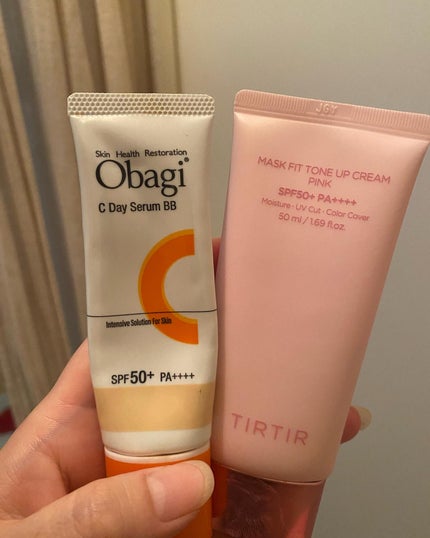 Skin Health Restoration
Obagi®
C Day Serum BB
Intensive Solution For Skin
SPF50+ PA++++
JGY
MASK FIT TONE UP CREAM
PINK
SPF50+ PA++++
Moisture · UV Cut · Color Cover
50 ml / 1.69 fl.oz.
TIRTIR